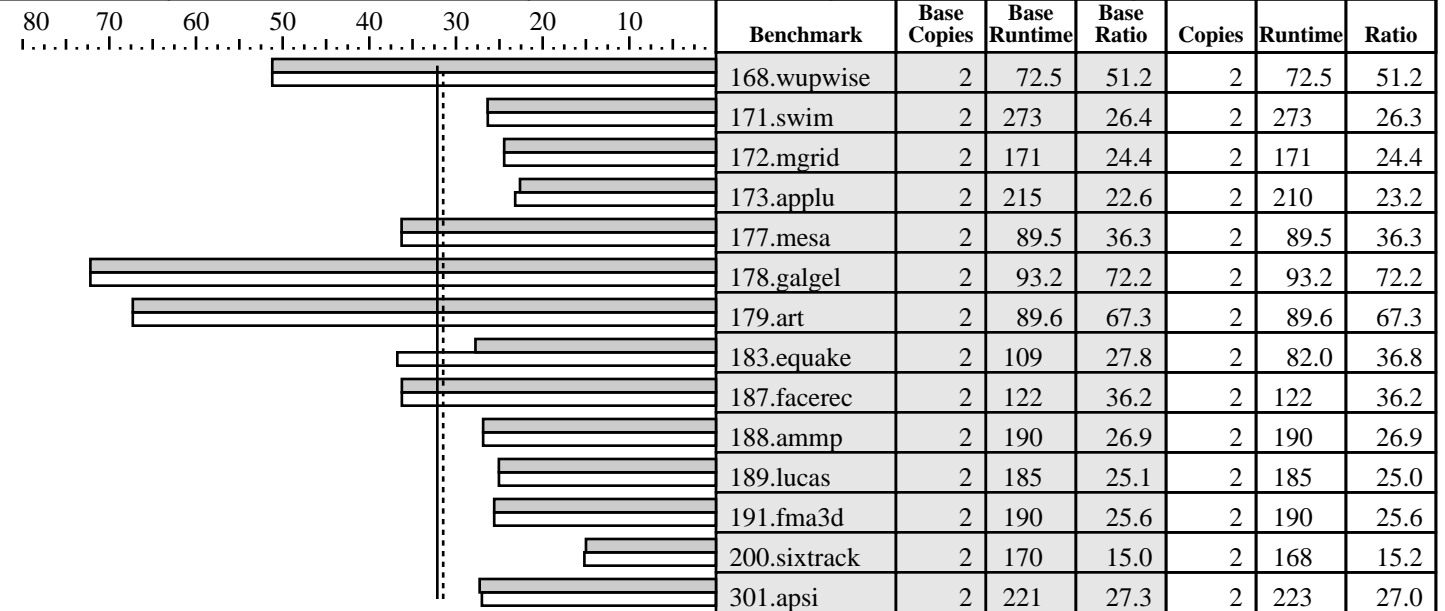 80 70 60 50 40 30 20 10
Benchmark Base Copies Base Runtime Base Ratio Copies Runtime Ratio
168.wupwise 2 72.5 51.2 2 72.5 51.2
171.swim 2 273 26.4 2 273 26.3
172.mgrid 2 171 24.4 2 171 24.4
173.applu 2 215 22.6 2 210 23.2
177.mesa 2 89.5 36.3 2 89.5 36.3
178.galgel 2 93.2 72.2 2 93.2 72.2
179.art 2 89.6 67.3 2 89.6 67.3
183.equake 2 109 27.8 2 82.0 36.8
187.facerec 2 122 36.2 2 122 36.2
188.ammp 2 190 26.9 2 190 26.9
189.lucas 2 185 25.1 2 185 25.0
191.fma3d 2 190 25.6 2 190 25.6
200.sixtrack 2 170 15.0 2 168 15.2
301.apsi 2 221 27.3 2 223 27.0